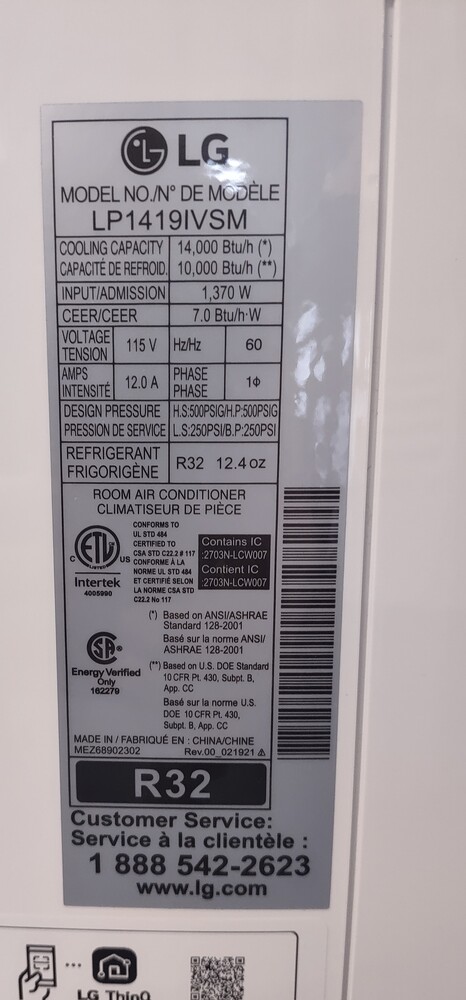 LG
MODEL NO./N° DE MODÈLE
LP1419IVSM
COOLING CAPACITY 14,000 Btu/h (*)
CAPACITÉ DE REFROID. 10,000 Btu/h (**)
INPUT/ADMISSION 1,370 W
CEER/CEER 7.0 Btu/h·W
VOLTAGE
TENSION 115 V Hz/Hz 60
AMPS
INTENSITÉ 12.0 A PHASE
PHASE 1Φ
DESIGN PRESSURE H.S:500PSIG/H.P:500PSIG
PRESSION DE SERVICE L.S:250PSI/B.P:250PSI
REFRIGERANT
FRIGORIGÈNE R32 12.4 oz
ROOM AIR CONDITIONER
CLIMATISEUR DE PIÈCE
C ETL US
LISTED
Intertek
4005990
CONFORMS TO
UL STD 484
CERTIFIED TO
CSA STD C22.2 # 117
CONFORME À LA
NORME UL STD 484
ET CERTIFIÉ SELON
LA NORME CSA STD
C22.2 No 117
Contains IC
:2703N-LCW007
Contient IC
:2703N-LCW007
(*) Based on ANSI/ASHRAE
Standard 128-2001
Basé sur la norme ANSI/
ASHRAE 128-2001
Energy Verified
Only
162279
(**) Based on U.S. DOE Standard
10 CFR Pt. 430, Subpt. B,
App. CC
Basé sur la norme U.S.
DOE 10 CFR Pt. 430,
Subpt. B, App. CC
MADE IN / FABRIQUÉ EN : CHINA/CHINE
MEZ68902302 Rev.00_021921
R32
Customer Service:
Service à la clientèle :
1 888 542-2623
www.lg.com
LG ThinQ